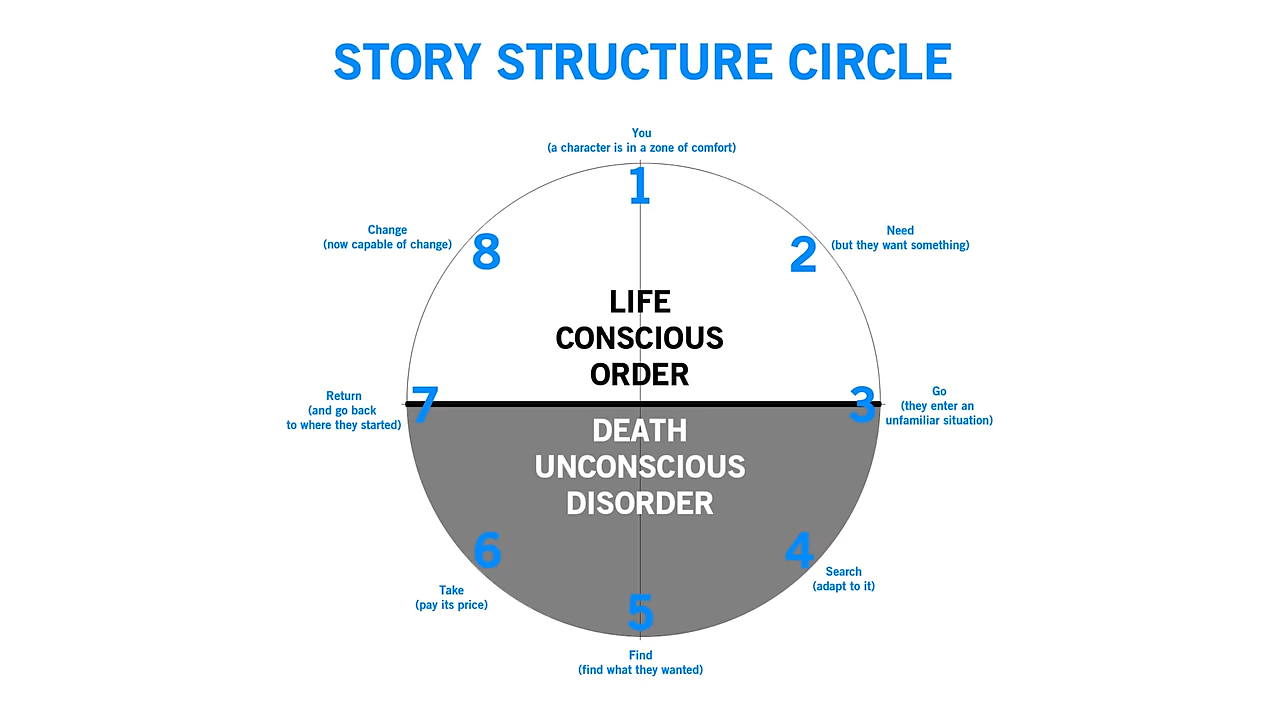 STORY STRUCTURE CIRCLE
You
(a character is in a zone of comfort)
1
Change
(now capable of change)
8
2
Need
(but they want something)
LIFE
CONSCIOUS
ORDER
Return
(and go back
to where they started)
7
3
Go
(they enter an
unfamiliar situation)
DEATH
UNCONSCIOUS
DISORDER
6
Take
(pay its price)
4
Search
(adapt to it)
5
Find
(find what they wanted)